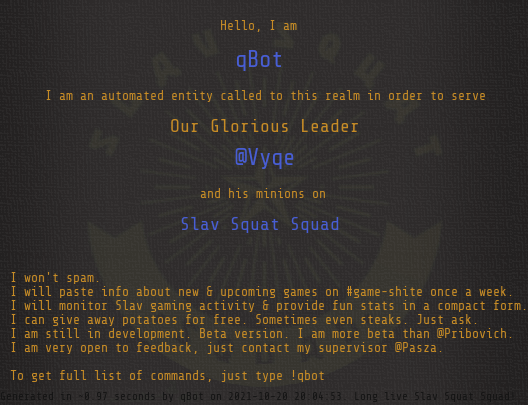 Hello, I am
qBot
I am an automated entity called to this realm in order to serve
Our Glorious Leader
@Vyqe
and his minions on
Slav Squat Squad
I won't spam.
I will paste info about new & upcoming games on #game-shite once a week.
I will monitor Slav gaming activity & provide fun stats in a compact form.
I can give away potatoes for free. Sometimes even steaks. Just ask.
I am still in development. Beta version. I am more beta than @Pribovich.
I am very open to feedback, just contact my supervisor @Pasza.
To get full list of commands, just type !qbot
Generated in -0.97 seconds by qBot on 2021-10-20 20:04:53. Long live Slav Squat Squad!
SLAV SQUAT